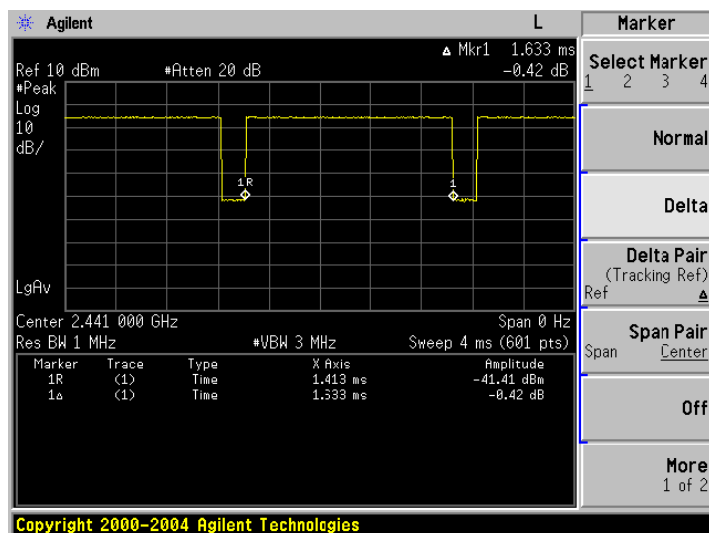 Agilent L
Δ Mkr1 1.633 ms
Ref 10 dBm #Atten 20 dB -0.42 dB
#Peak
Log
10
dB/
1R 1
LgAv
Center 2.441 000 GHz Span 0 Hz
Res BW 1 MHz #VBW 3 MHz Sweep 4 ms (601 pts)
Marker Trace Type X Axis Amplitude
1R (1) Time 1.413 ms -41.41 dBm
1Δ (1) Time 1.633 ms -0.42 dB
Copyright 2000-2004 Agilent Technologies
Marker
Select Marker
1 2 3 4
Normal
Delta
Delta Pair
(Tracking Ref)
Ref Δ
Span Pair
Span Center
Off
More
1 of 2